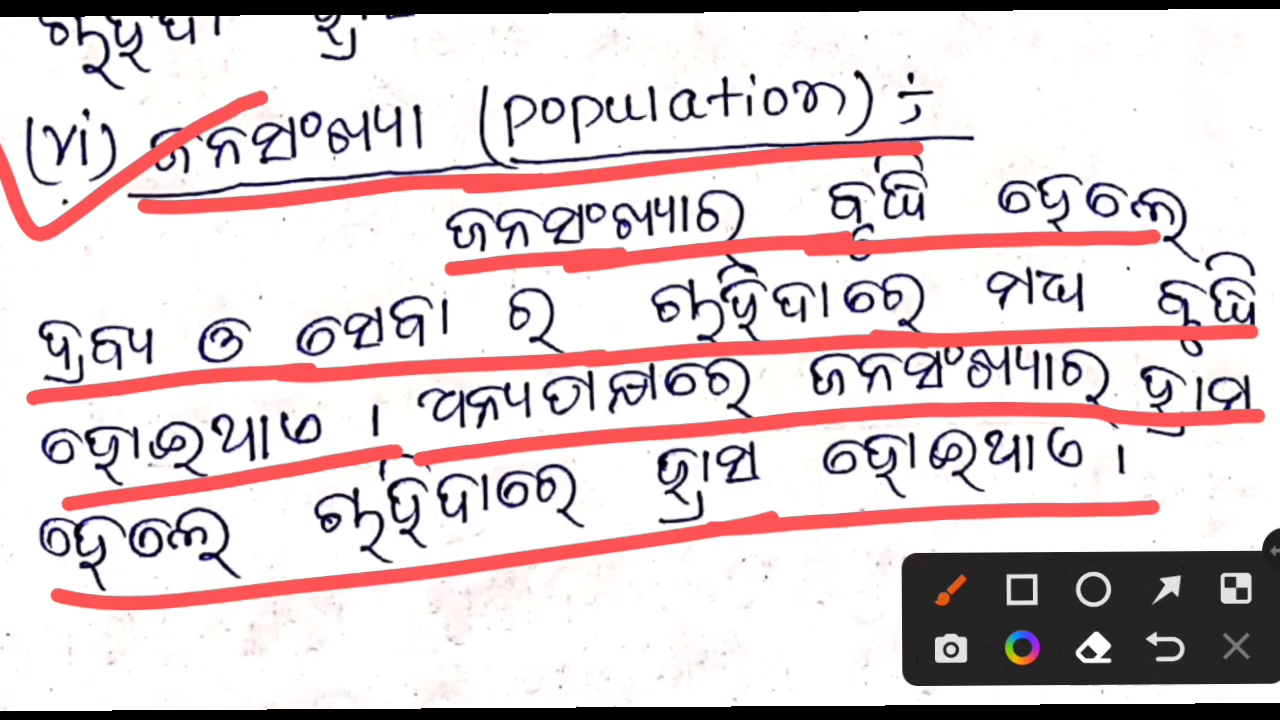 (vi) ଜନସଂଖ୍ୟା (population) ÷
ଜନସଂଖ୍ୟାର ବୃଦ୍ଧି ହେଲେ
ଦ୍ରବ୍ୟ ଓ ସେବା ର ଚାହିଦାରେ ମଧ୍ୟ ବୃଦ୍ଧି
ହୋଇଥାଏ । ଅନ୍ୟପକ୍ଷରେ ଜନସଂଖ୍ୟାର ହ୍ରାସ
ହେଲେ ଚାହିଦାରେ ହ୍ରାସ ହୋଇଥାଏ ।